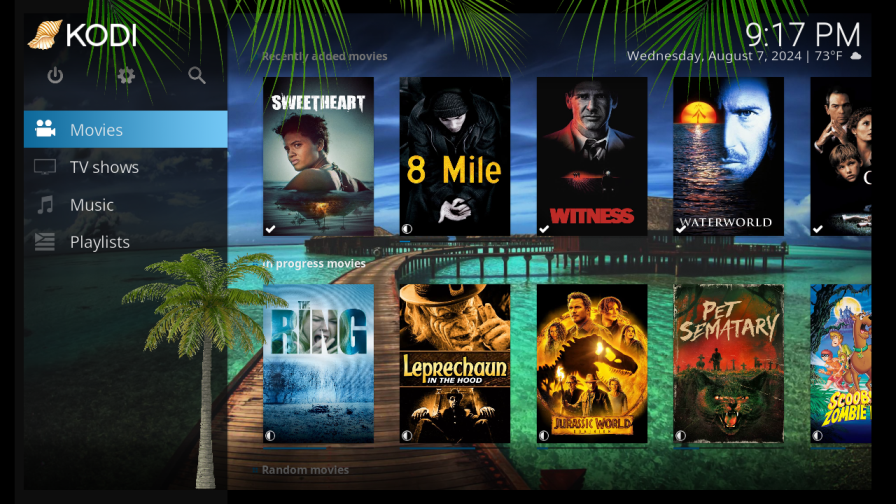 KODI
9:17 PM
Wednesday, August 7, 2024 | 73°F
Recently added movies
Movies
TV shows
Music
Playlists
SWEETHEART
8 Mile
WITNESS
WATERWORLD
In progress movies
THE
RING
LEPRECHAUN
IN THE HOOD
JURASSIC WORLD
DOMINION
PET
SEMATARY
SCOOB
ZOMBIE
Random movies